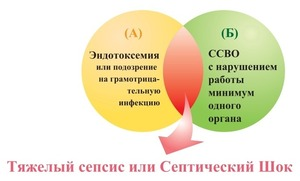 (А)
Эндотоксемия
или подозрение
на грамотрица-
тельную
инфекцию
(Б)
ССВО
с нарушением
работы
минимум
одного
органа
Тяжелый сепсис или Септический Шок